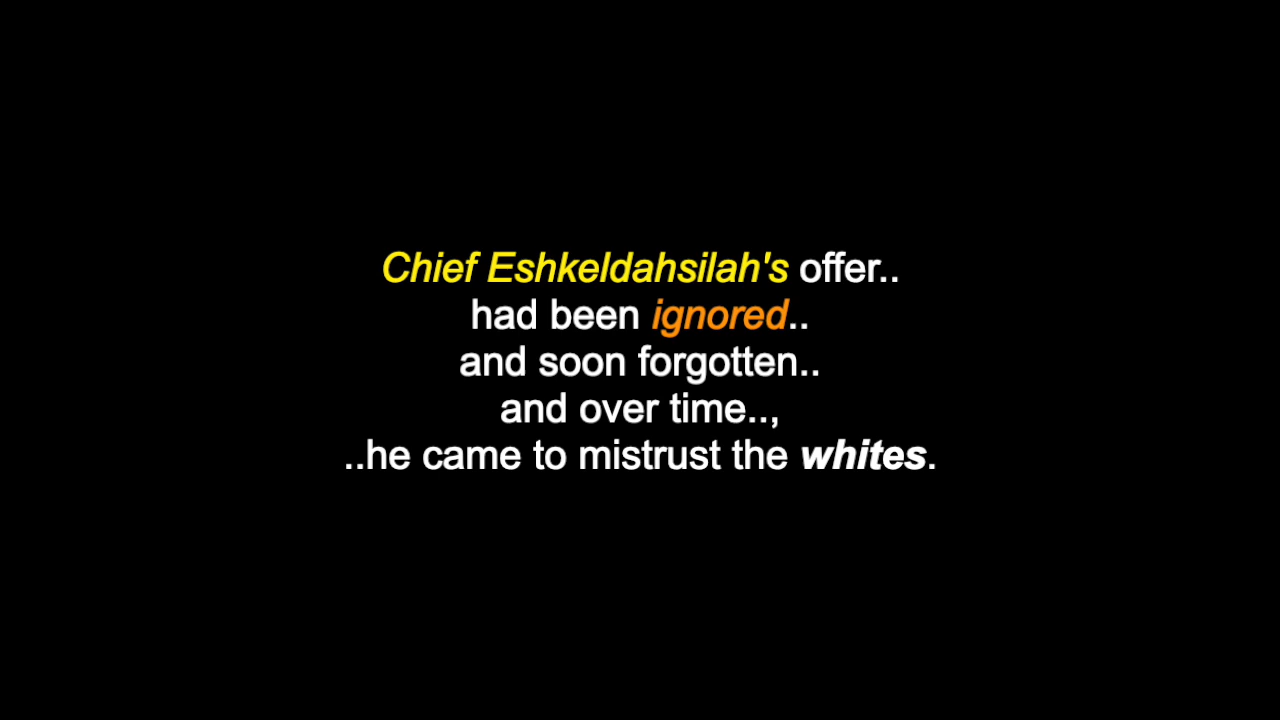 Chief Eshkeldahsilah's offer..
had been ignored..
and soon forgotten..
and over time..,
..he came to mistrust the whites.